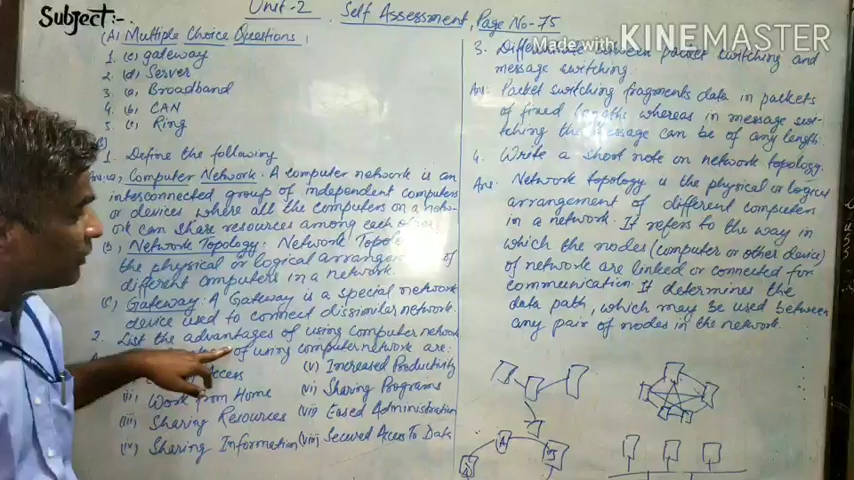 Unit-2
Self Assessment, Page No-75
Subject:-
Made with KINEMASTER
(A) Multiple Choice Questions
1. (c) gateway
2. (d) Server
3. (a) Broadband
4. (b) CAN
5. (c) Ring
(B)
1. Define the following
Ans. (a) Computer Network. A computer network is an
interconnected group of independent computers
or devices where all the computers on a netw-
ork can share resources among each other.
(b) Network Topology: Network Topo
the physical or logical arrangem of
different computers in a network.
(c) Gateway: A Gateway is a special network
device used to connect dissimilar network.
2. List the advantages of using computer network
of using computer network are:
Access
(ii) Work from Home
(iii) Sharing Resources
(iv) Sharing Information
(v) Increased Productivity
(vi) Sharing Programs
(vii) Eased Administration
(viii) Secured Access To Data
3. Differentiate between packet switching and
message switching.
Ans: Packet switching fragments data in packets
of fixed lengths whereas in message swi-
tching the message can be of any length.
4. Write a short note on network topology.
Ans: Network topology is the physical or logical
arrangement of different computers
in a network. It refers to the way in
which the nodes (computer or other device)
of network are linked or connected for
communication. It determines the
data path, which may be used between
any pair of nodes in the network.